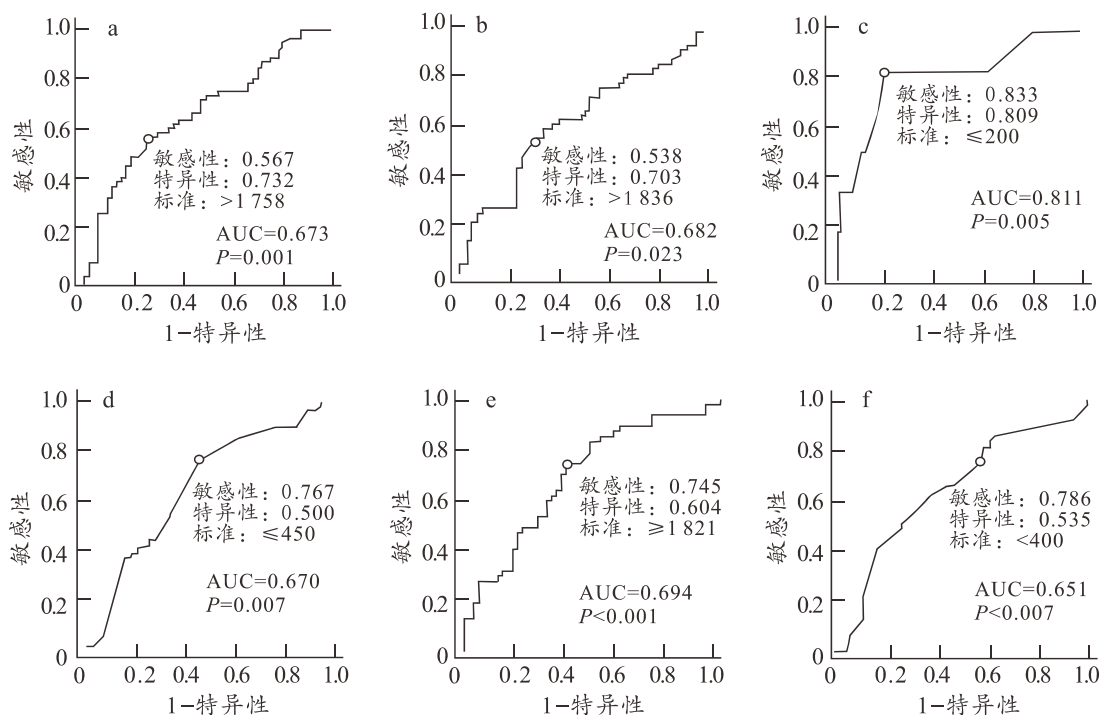 a
1.0
0.8
0.6
0.4
0.2
0
敏感性
敏感性：0.567
特异性：0.732
标准：>1 758
AUC=0.673
P=0.001
0 0.2 0.4 0.6 0.8 1.0
1-特异性
b
1.0
0.8
0.6
0.4
0.2
0
敏感性
敏感性：0.538
特异性：0.703
标准：>1 836
AUC=0.682
P=0.023
0 0.2 0.4 0.6 0.8 1.0
1-特异性
c
1.0
0.8
0.6
0.4
0.2
0
敏感性
敏感性：0.833
特异性：0.809
标准：≤200
AUC=0.811
P=0.005
0 0.2 0.4 0.6 0.8 1.0
1-特异性
d
1.0
0.8
0.6
0.4
0.2
0
敏感性
敏感性：0.767
特异性：0.500
标准：≤450
AUC=0.670
P=0.007
0 0.2 0.4 0.6 0.8 1.0
1-特异性
e
1.0
0.8
0.6
0.4
0.2
0
敏感性
敏感性：0.745
特异性：0.604
标准：≥1 821
AUC=0.694
P<0.001
0 0.2 0.4 0.6 0.8 1.0
1-特异性
f
1.0
0.8
0.6
0.4
0.2
0
敏感性
敏感性：0.786
特异性：0.535
标准：<400
AUC=0.651
P<0.007
0 0.2 0.4 0.6 0.8 1.0
1-特异性